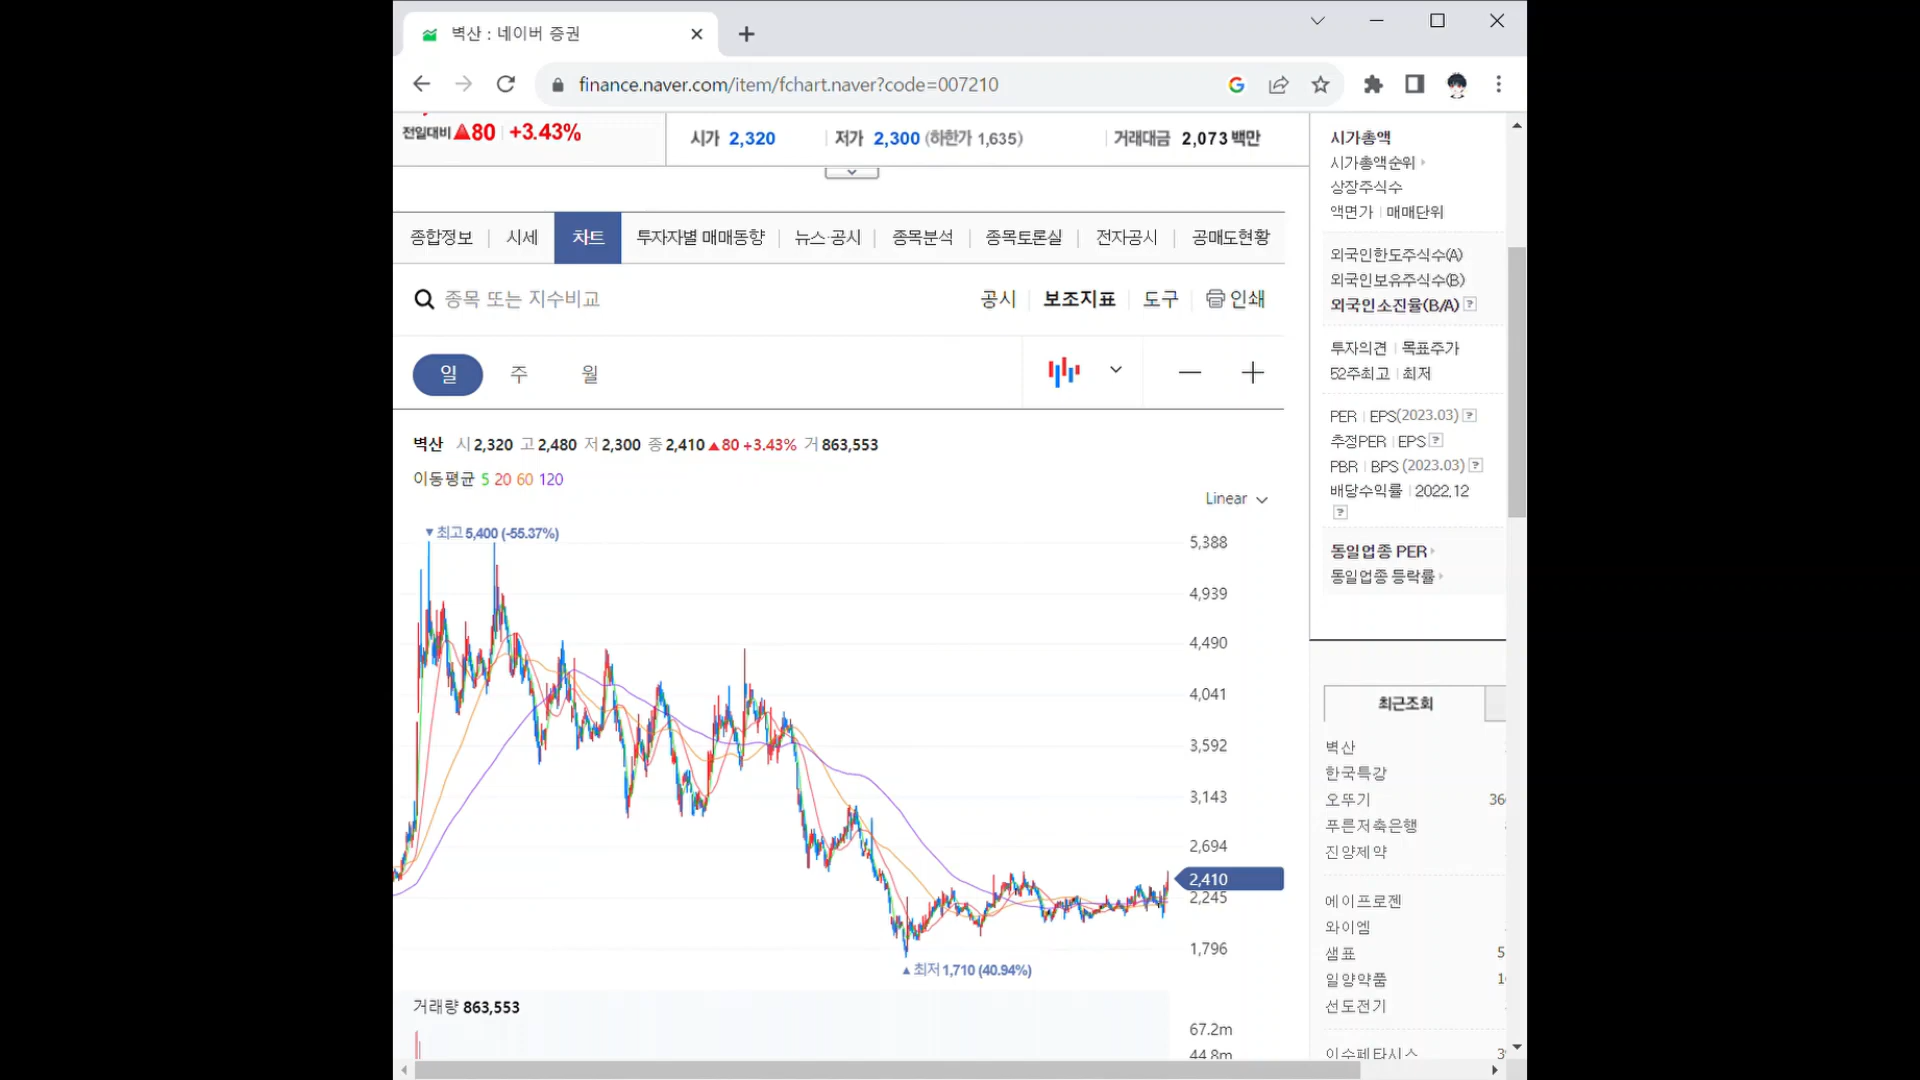 벽산 : 네이버 증권
finance.naver.com/item/fchart.naver?code=007210
전일대비 ▲80 +3.43%
시가 2,320 저가 2,300 (하한가 1,635) 거래대금 2,073 백만
종합정보 시세 차트 투자자별 매매동향 뉴스·공시 종목분석 종목토론실 전자공시 공매도현황
종목 또는 지수비교 공시 보조지표 도구 인쇄
일 주 월
벽산 시 2,320 고 2,480 저 2,300 종 2,410 ▲80 +3.43% 거 863,553
이동평균 5 20 60 120
Linear
▼최고 5,400 (-55.37%)
5,388
4,939
4,490
4,041
3,592
3,143
2,694
2,410
2,245
1,796
▲최저 1,710 (40.94%)
거래량 863,553
67.2m
44.8m
시가총액
시가총액순위
상장주식수
액면가 매매단위
외국인한도주식수(A)
외국인보유주식수(B)
외국인소진율(B/A) ?
투자의견 목표주가
52주최고 최저
PER EPS(2023.03) ?
추정PER EPS ?
PBR BPS (2023.03) ?
배당수익률 2022.12
?
동일업종 PER
동일업종 등락률
최근조회
벽산
한국특강
오뚜기 36
푸른저축은행
진양제약
에이프로젠
와이엠
샘표 5
일양약품 1
선도전기
이수페타시스 3